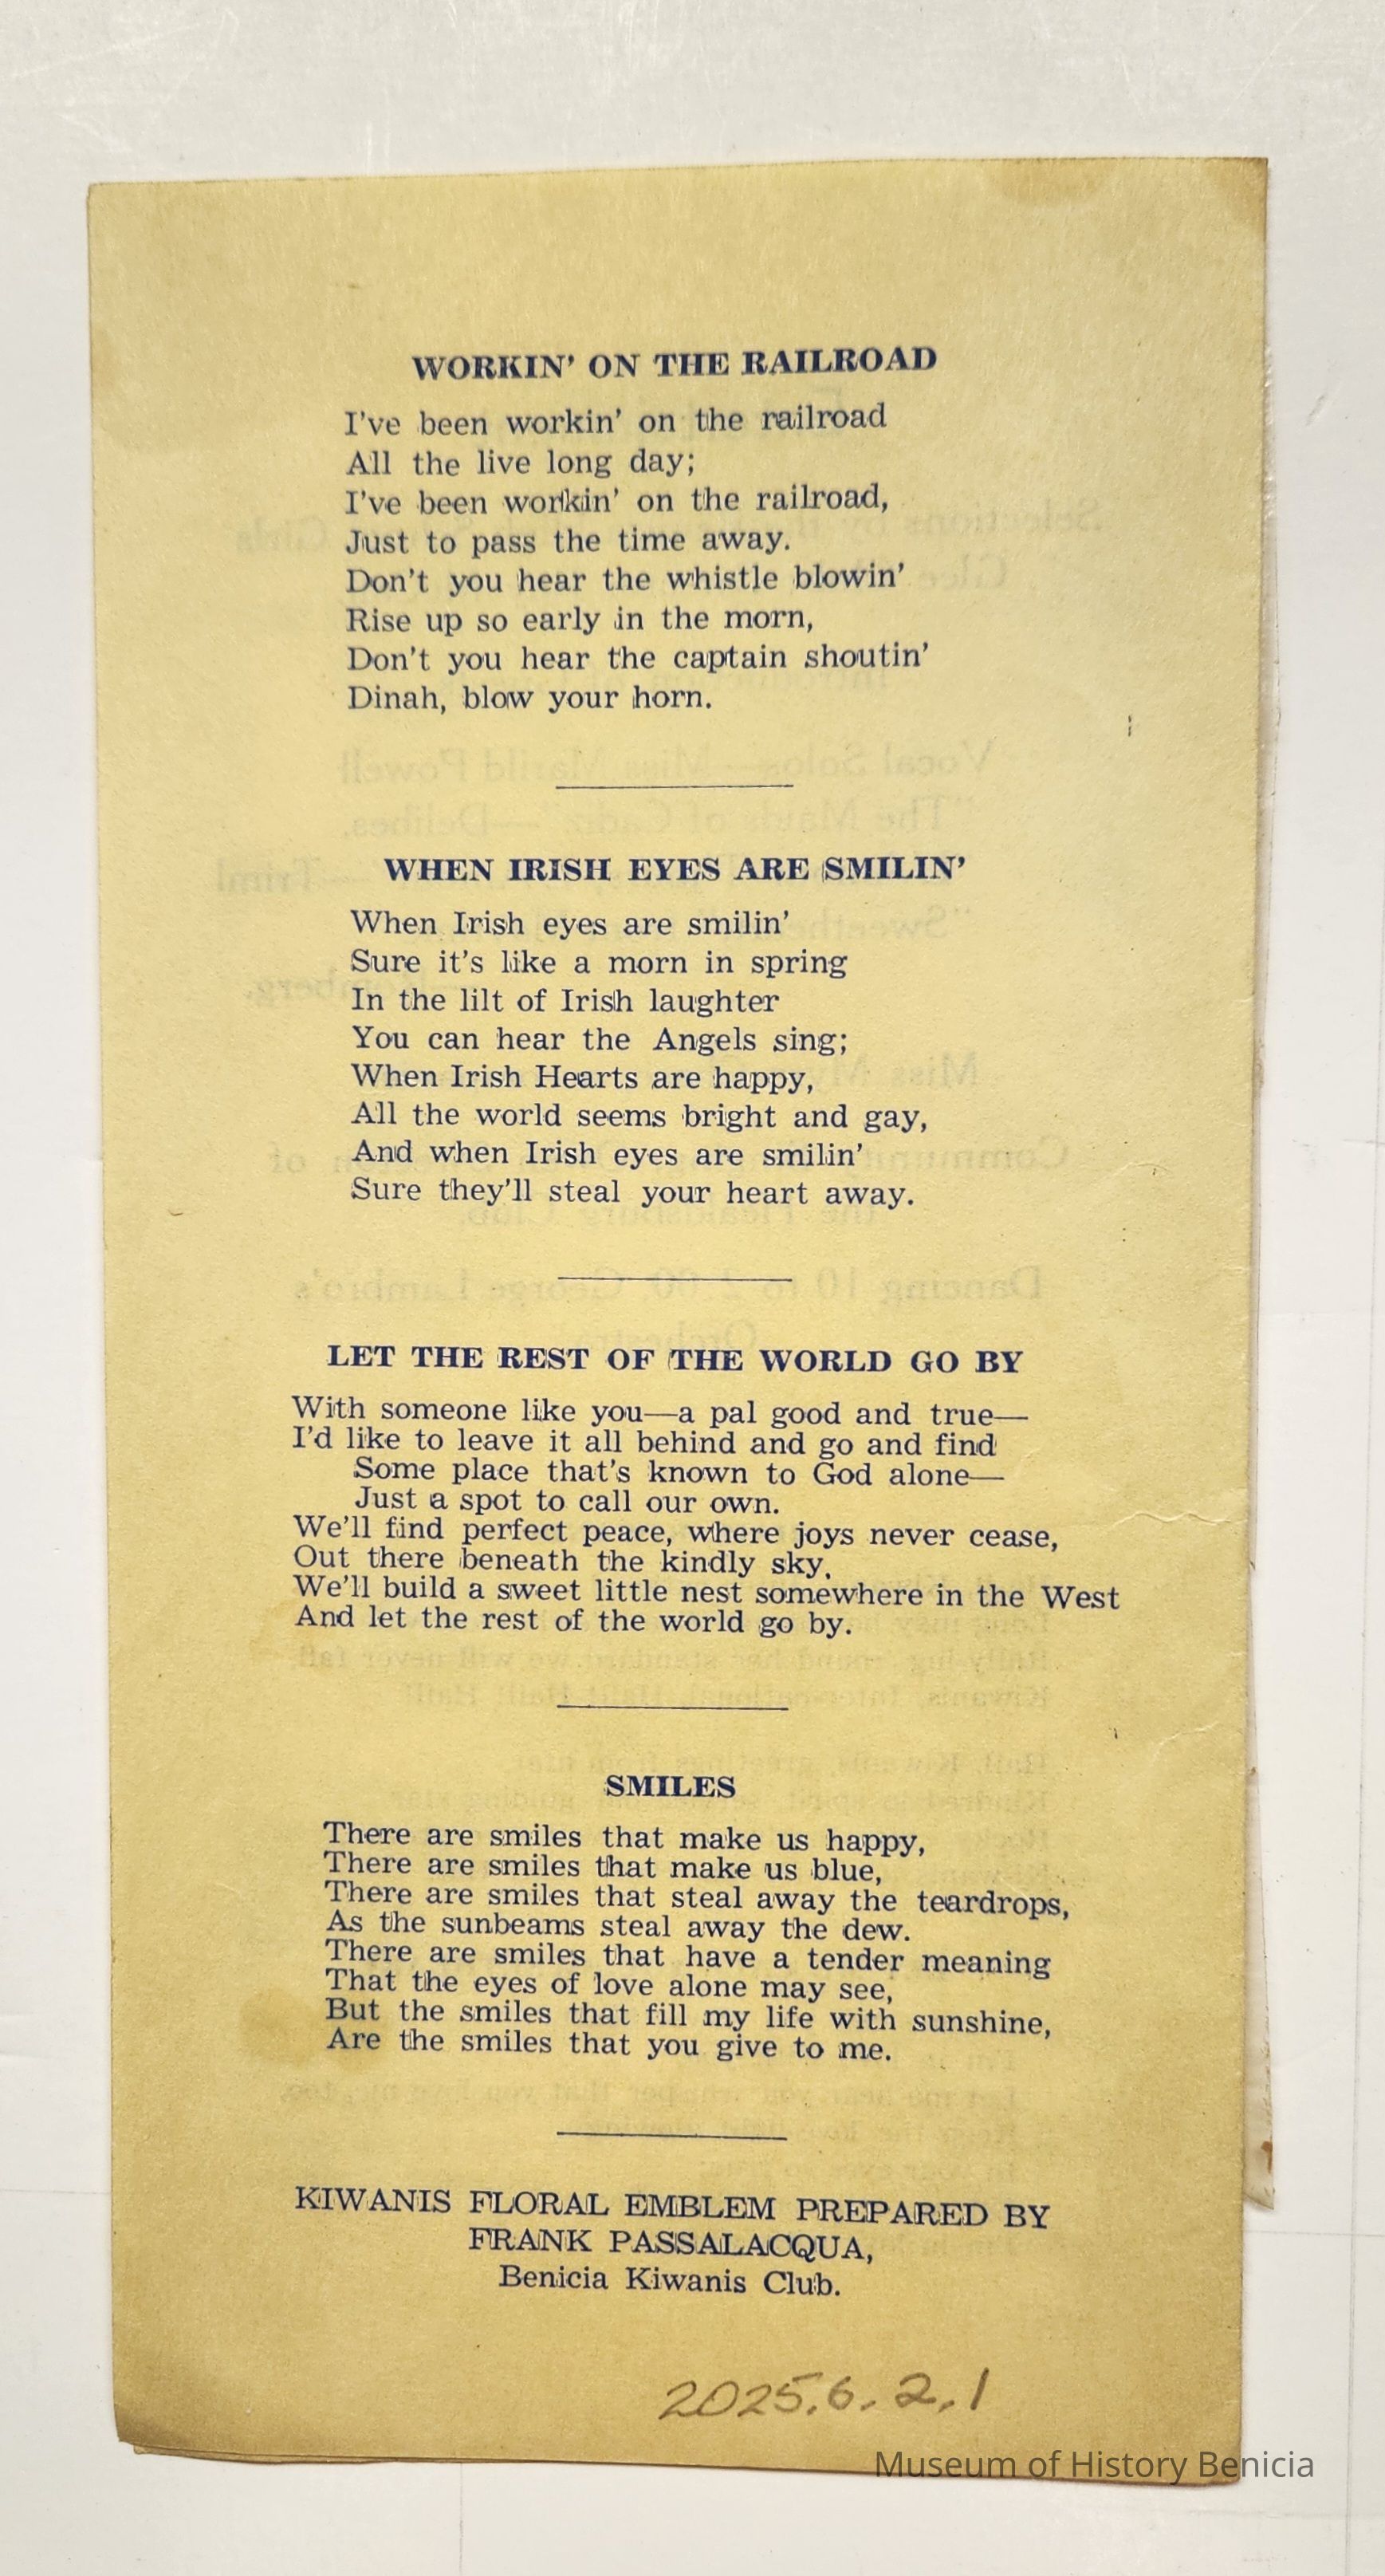 WORKIN' ON THE RAILROAD
I've been workin' on the railroad
All the live long day;
I've been workin' on the railroad,
Just to pass the time away.
Don't you hear the whistle blowin'
Rise up so early in the morn,
Don't you hear the captain shoutin'
Dinah, blow your horn.
WHEN IRISH EYES ARE SMILIN'
When Irish eyes are smilin'
Sure it's like a morn in spring
In the lilt of Irish laughter
You can hear the Angels sing;
When Irish Hearts are happy,
All the world seems bright and gay,
And when Irish eyes are smilin'
Sure they'll steal your heart away.
LET THE REST OF THE WORLD GO BY
With someone like you—a pal good and true—
I'd like to leave it all behind and go and find
Some place that's known to God alone—
Just a spot to call our own.
We'll find perfect peace, where joys never cease,
Out there beneath the kindly sky,
We'll build a sweet little nest somewhere in the West
And let the rest of the world go by.
SMILES
There are smiles that make us happy,
There are smiles that make us blue,
There are smiles that steal away the teardrops,
As the sunbeams steal away the dew.
There are smiles that have a tender meaning
That the eyes of love alone may see,
But the smiles that fill my life with sunshine,
Are the smiles that you give to me.
KIWANIS FLORAL EMBLEM PREPARED BY
FRANK PASSALACQUA,
Benicia Kiwanis Club.
2025.6.2.1
Museum of History Benicia